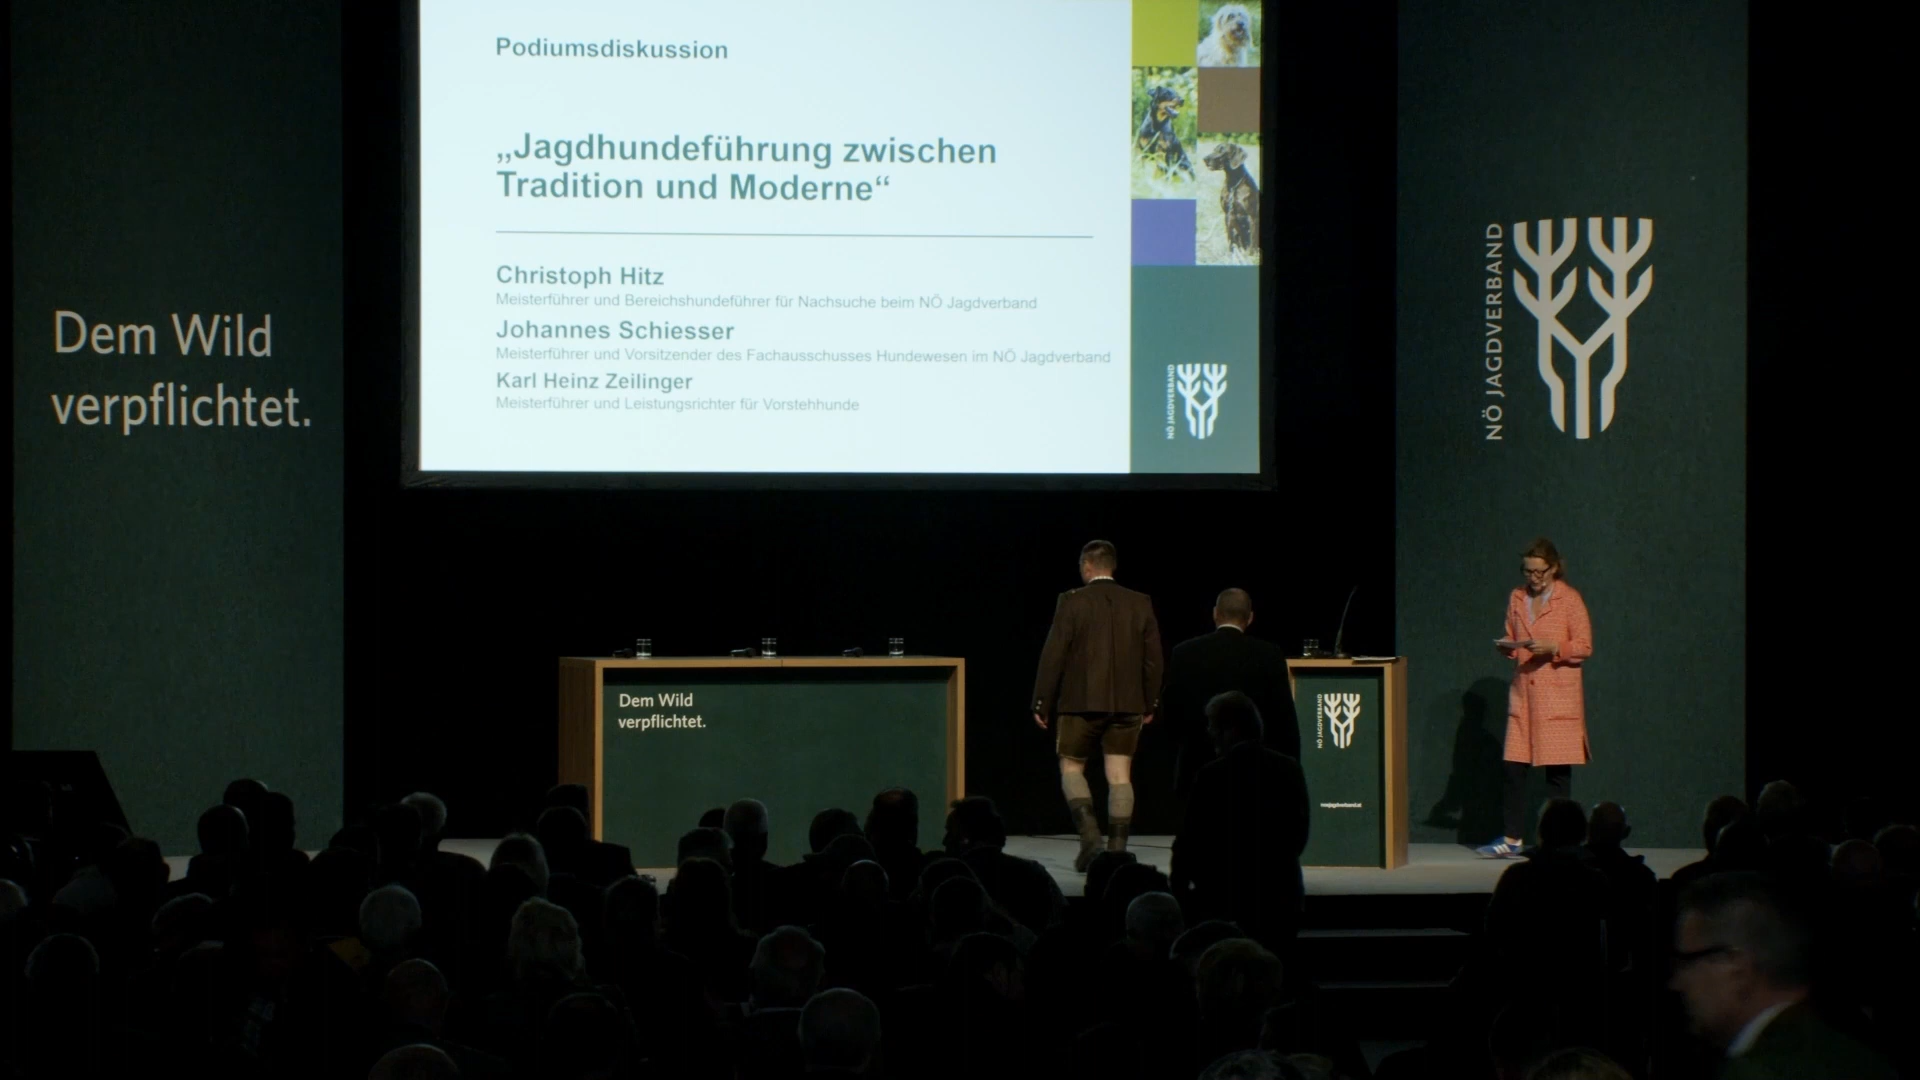 Podiumsdiskussion
„Jagdhundeführung zwischen
Tradition und Moderne“
Christoph Hitz
Meisterführer und Bereichshundeführer für Nachsuche beim NÖ Jagdverband
Johannes Schiesser
Meisterführer und Vorsitzender des Fachausschusses Hundewesen im NÖ Jagdverband
Karl Heinz Zeilinger
Meisterführer und Leistungsrichter für Vorstehhunde
NÖ JAGDVERBAND
Dem Wild
verpflichtet.
NÖ JAGDVERBAND
Dem Wild
verpflichtet.
NÖ JAGDVERBAND